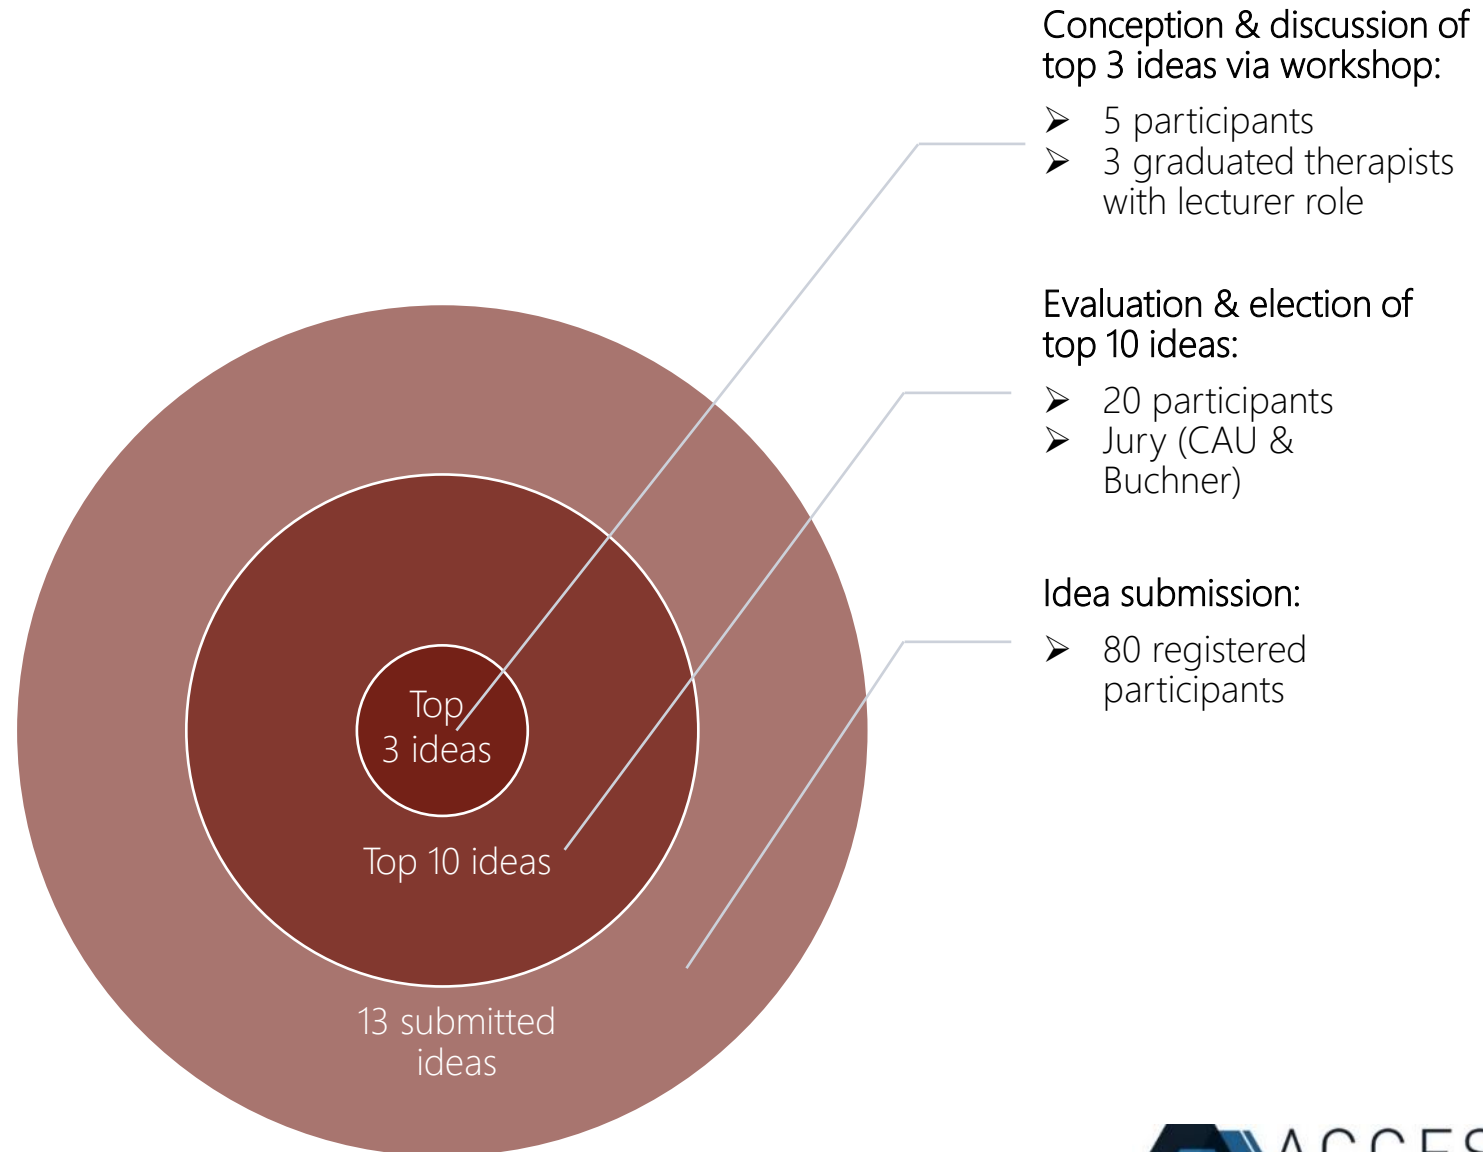 Conception & discussion of
top 3 ideas via workshop:
➢ 5 participants
➢ 3 graduated therapists
with lecturer role
Evaluation & election of
top 10 ideas:
➢ 20 participants
➢ Jury (CAU &
Buchner)
Idea submission:
➢ 80 registered
participants
Top
3 ideas
Top 10 ideas
13 submitted
ideas